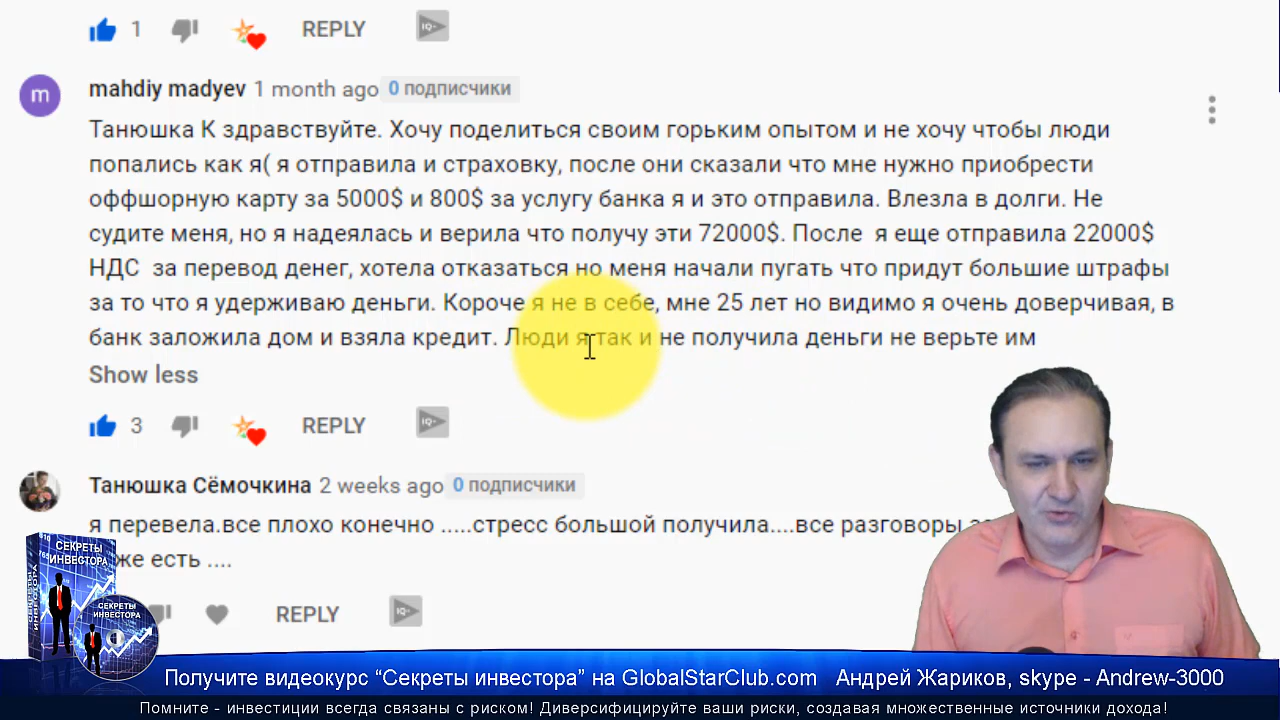 1 REPLY IQ
mahdiy madyev 1 month ago 0 подписчики
Танюшка К здравствуйте. Хочу поделиться своим горьким опытом и не хочу чтобы люди
попались как я( я отправила и страховку, после они сказали что мне нужно приобрести
оффшорную карту за 5000$ и 800$ за услугу банка я и это отправила. Влезла в долги. Не
судите меня, но я надеялась и верила что получу эти 72000$. После я еще отправила 22000$
НДС за перевод денег, хотела отказаться но меня начали пугать что придут большие штрафы
за то что я удерживаю деньги. Короче я не в себе, мне 25 лет но видимо я очень доверчивая, в
банк заложила дом и взяла кредит. Люди я так и не получила деньги не верьте им
Show less
3 REPLY IQ
Танюшка Сёмочкина 2 weeks ago 0 подписчики
я перевела.все плохо конечно .....стресс большой получила....все разговоры
же есть ....
REPLY IQ
СЕКРЕТЫ
ИНВЕСТОРА
СЕКРЕТЫ
ИНВЕСТОРА
Получите видеокурс “Секреты инвестора” на GlobalStarClub.com Андрей Жариков, skype - Andrew-3000
Помните - инвестиции всегда связаны с риском! Диверсифицируйте ваши риски, создавая множественные источники дохода!